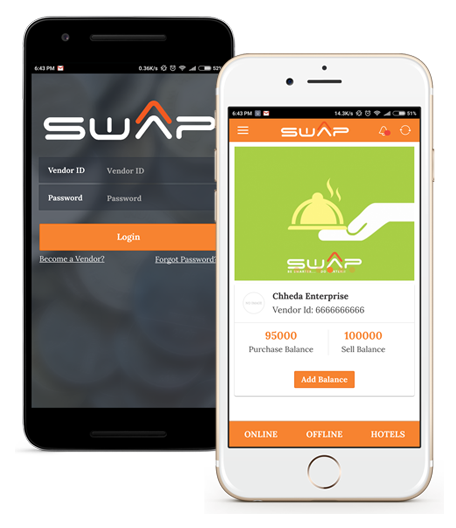 6:43 PM
0.36K/s
52%
SWAP
Vendor ID
Vendor ID
Password
Password
Login
Become a Vendor?
Forgot Password?
6:43 PM
14.3K/s
51%
SWAP
SWAP
Chheda Enterprise
Vendor Id: 6666666666
95000
100000
Purchase Balance
Sell Balance
Add Balance
ONLINE
OFFLINE
HOTELS